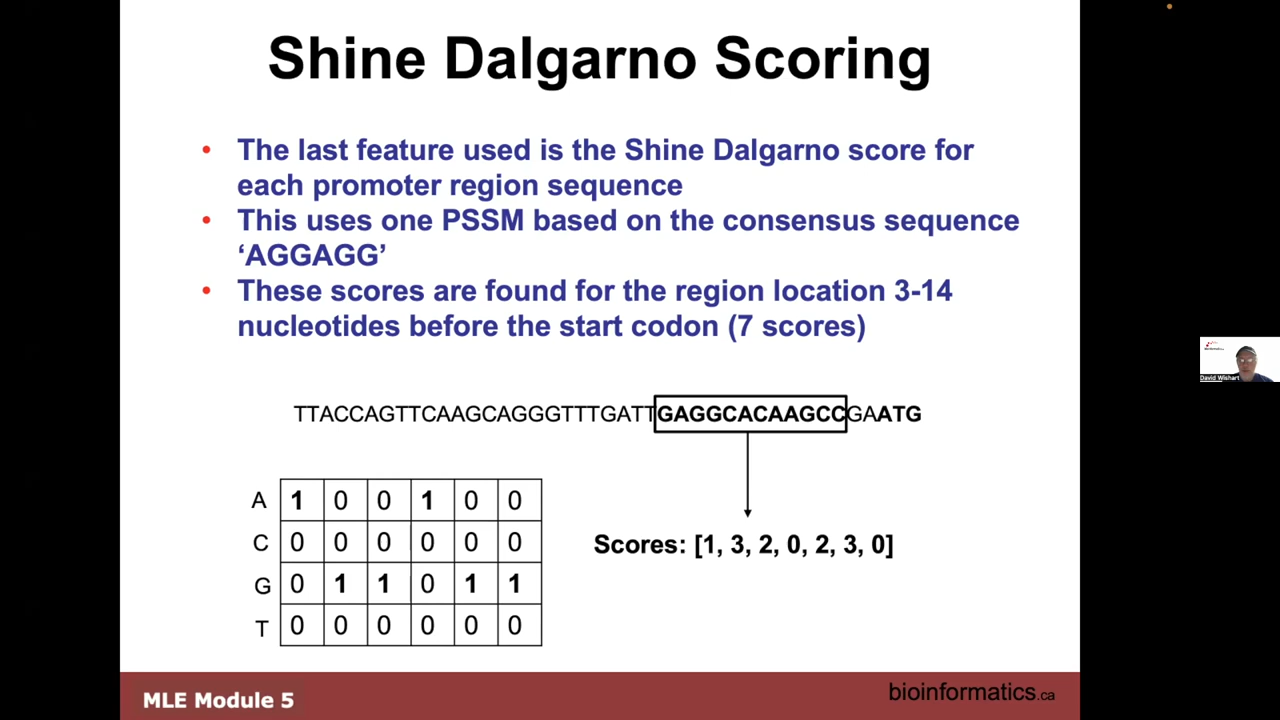 Shine Dalgarno Scoring
• The last feature used is the Shine Dalgarno score for
each promoter region sequence
• This uses one PSSM based on the consensus sequence
‘AGGAGG’
• These scores are found for the region location 3-14
nucleotides before the start codon (7 scores)
TTACCAGTTCAAGCAGGGTTTGATTGAGGCACAAGCCGAATG
A 1 0 0 1 0 0
C 0 0 0 0 0 0
G 0 1 1 0 1 1
T 0 0 0 0 0 0
Scores: [1, 3, 2, 0, 2, 3, 0]
David Wishart
MLE Module 5
bioinformatics.ca